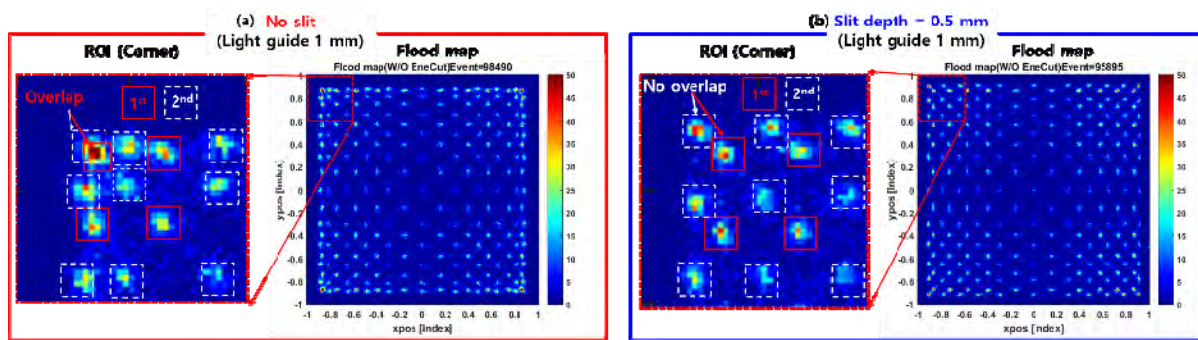 (a) No slit
(Light guide 1 mm)
ROI (Corner)
Flood map
Flood map(W/O EneCut)Event=98490
Overlap
1st
2nd
1
0.8
0.6
0.4
0.2
0
-0.2
-0.4
-0.6
-0.8
-1
ypos [Index]
-1 -0.8 -0.6 -0.4 -0.2 0 0.2 0.4 0.6 0.8 1
xpos [Index]
50
45
40
35
30
25
20
15
10
5
0
(b) Slit depth = 0.5 mm
(Light guide 1 mm)
ROI (Corner)
Flood map
Flood map(W/O EneCut)Event=95895
No overlap
1st
2nd
1
0.8
0.6
0.4
0.2
0
-0.2
-0.4
-0.6
-0.8
-1
ypos [Index]
-1 -0.8 -0.6 -0.4 -0.2 0 0.2 0.4 0.6 0.8 1
xpos [Index]
50
45
40
35
30
25
20
15
10
5
0